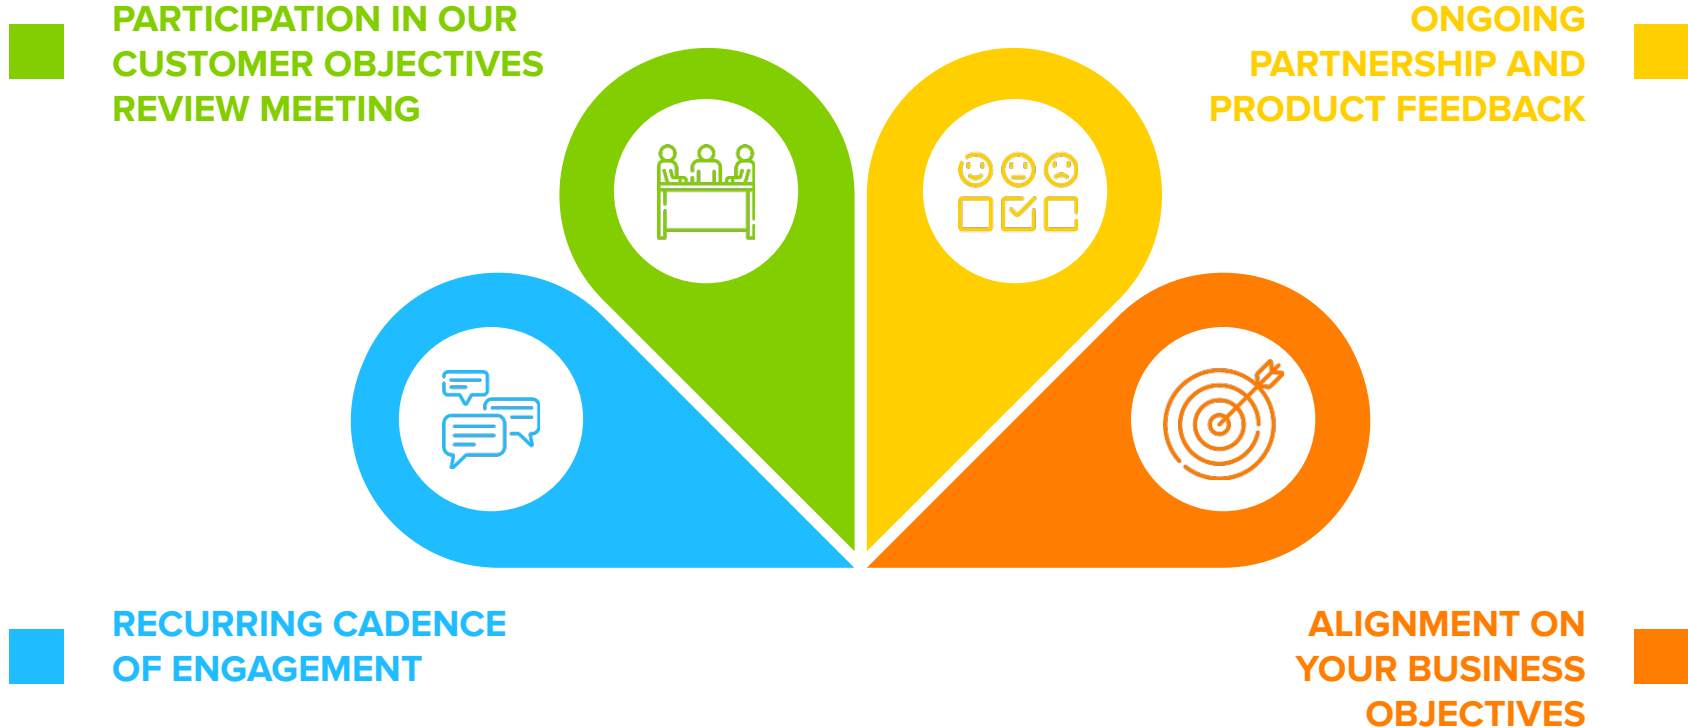 PARTICIPATION IN OUR
CUSTOMER OBJECTIVES
REVIEW MEETING
ONGOING
PARTNERSHIP AND
PRODUCT FEEDBACK
RECURRING CADENCE
OF ENGAGEMENT
ALIGNMENT ON
YOUR BUSINESS
OBJECTIVES